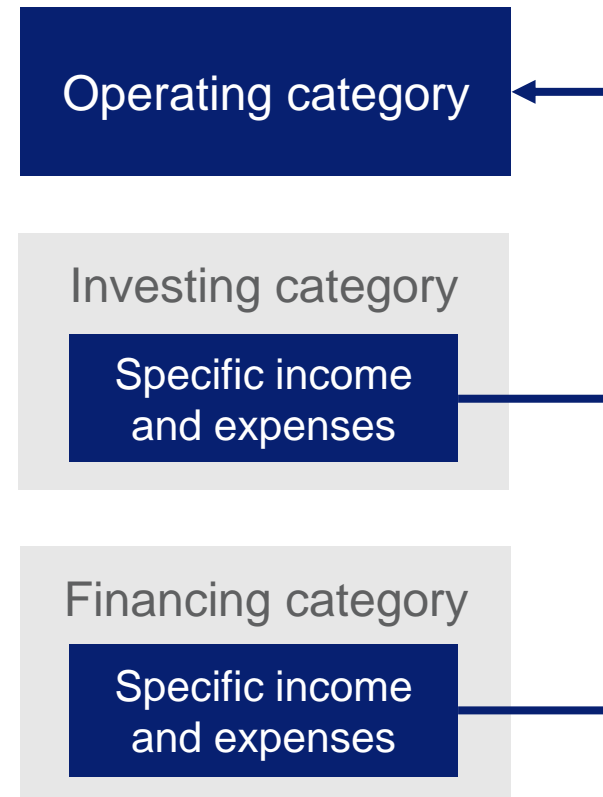 Operating category
Investing category
Specific income
and expenses
Financing category
Specific income
and expenses